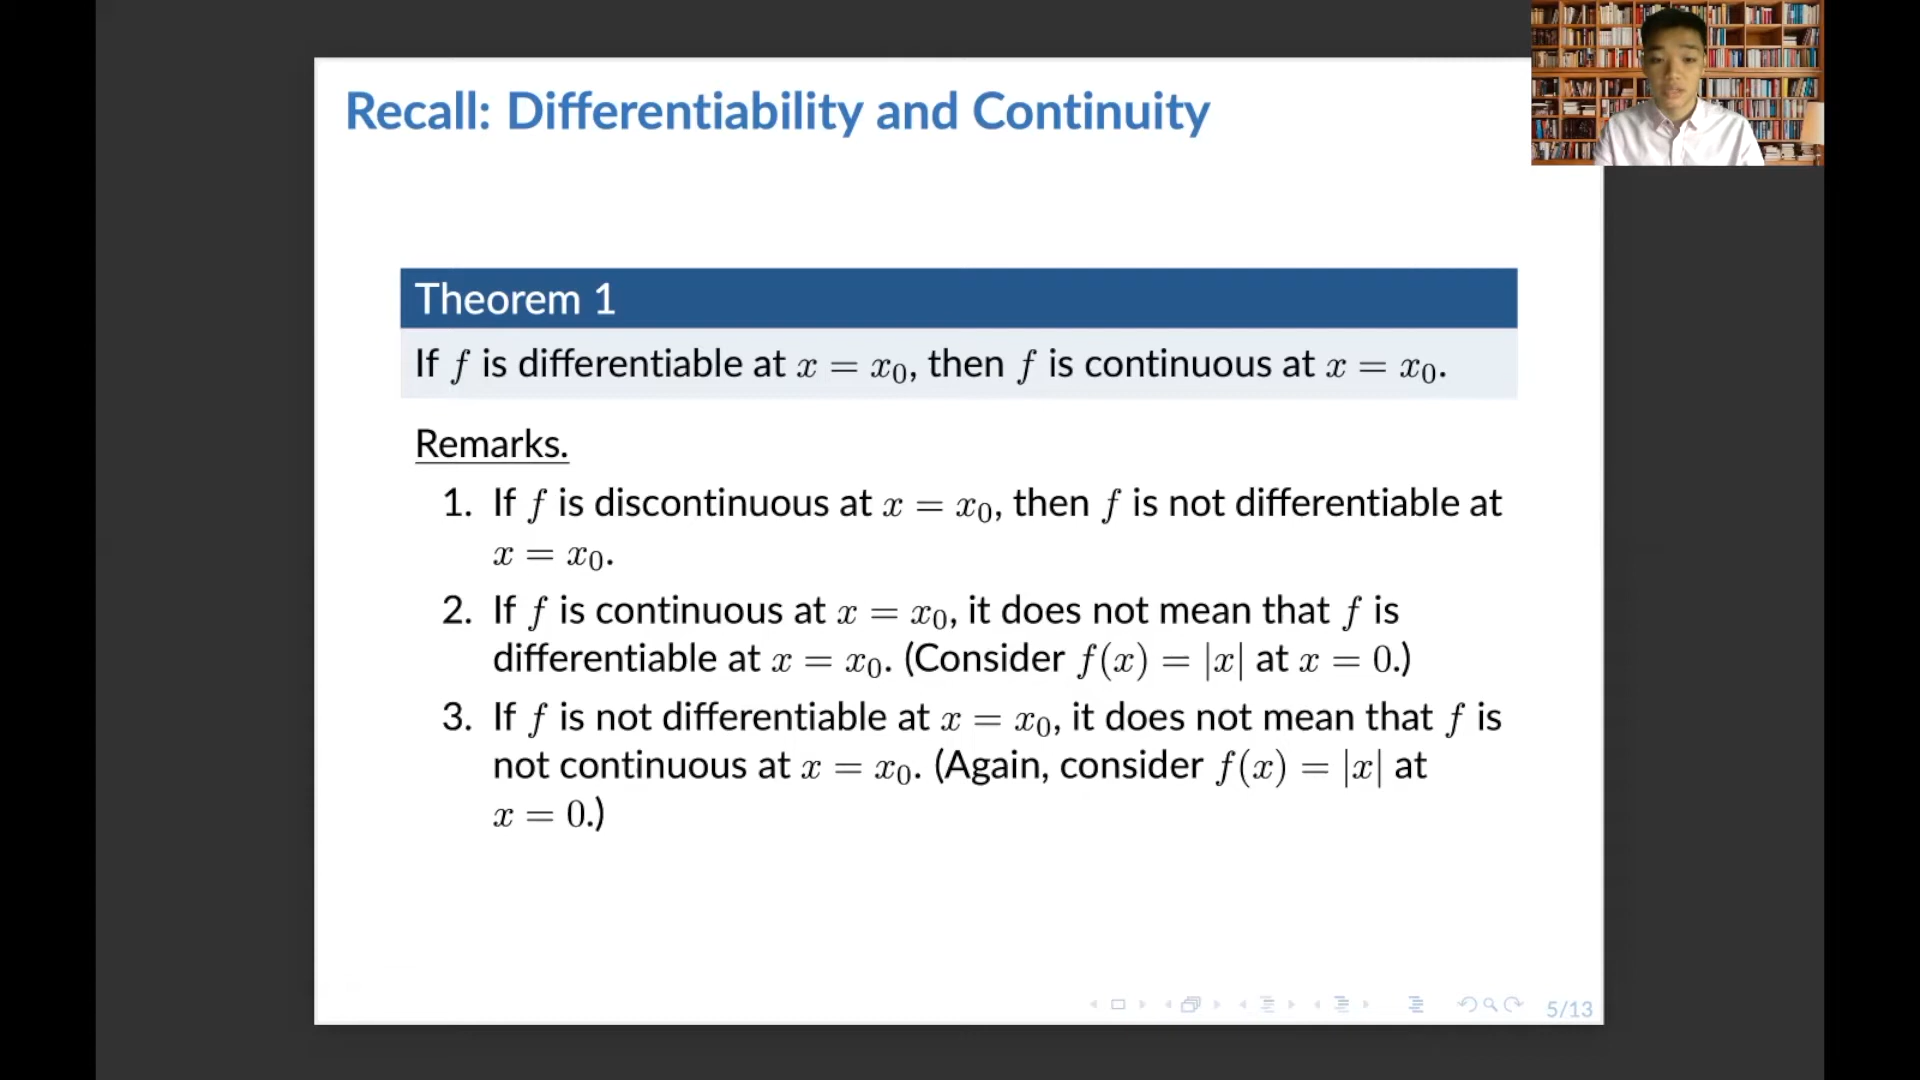 Recall: Differentiability and Continuity
Theorem 1
If f is differentiable at x = x₀, then f is continuous at x = x₀.
Remarks.
1. If f is discontinuous at x = x₀, then f is not differentiable at
x = x₀.
2. If f is continuous at x = x₀, it does not mean that f is
differentiable at x = x₀. (Consider f(x) = |x| at x = 0.)
3. If f is not differentiable at x = x₀, it does not mean that f is
not continuous at x = x₀. (Again, consider f(x) = |x| at
x = 0.)
5/13